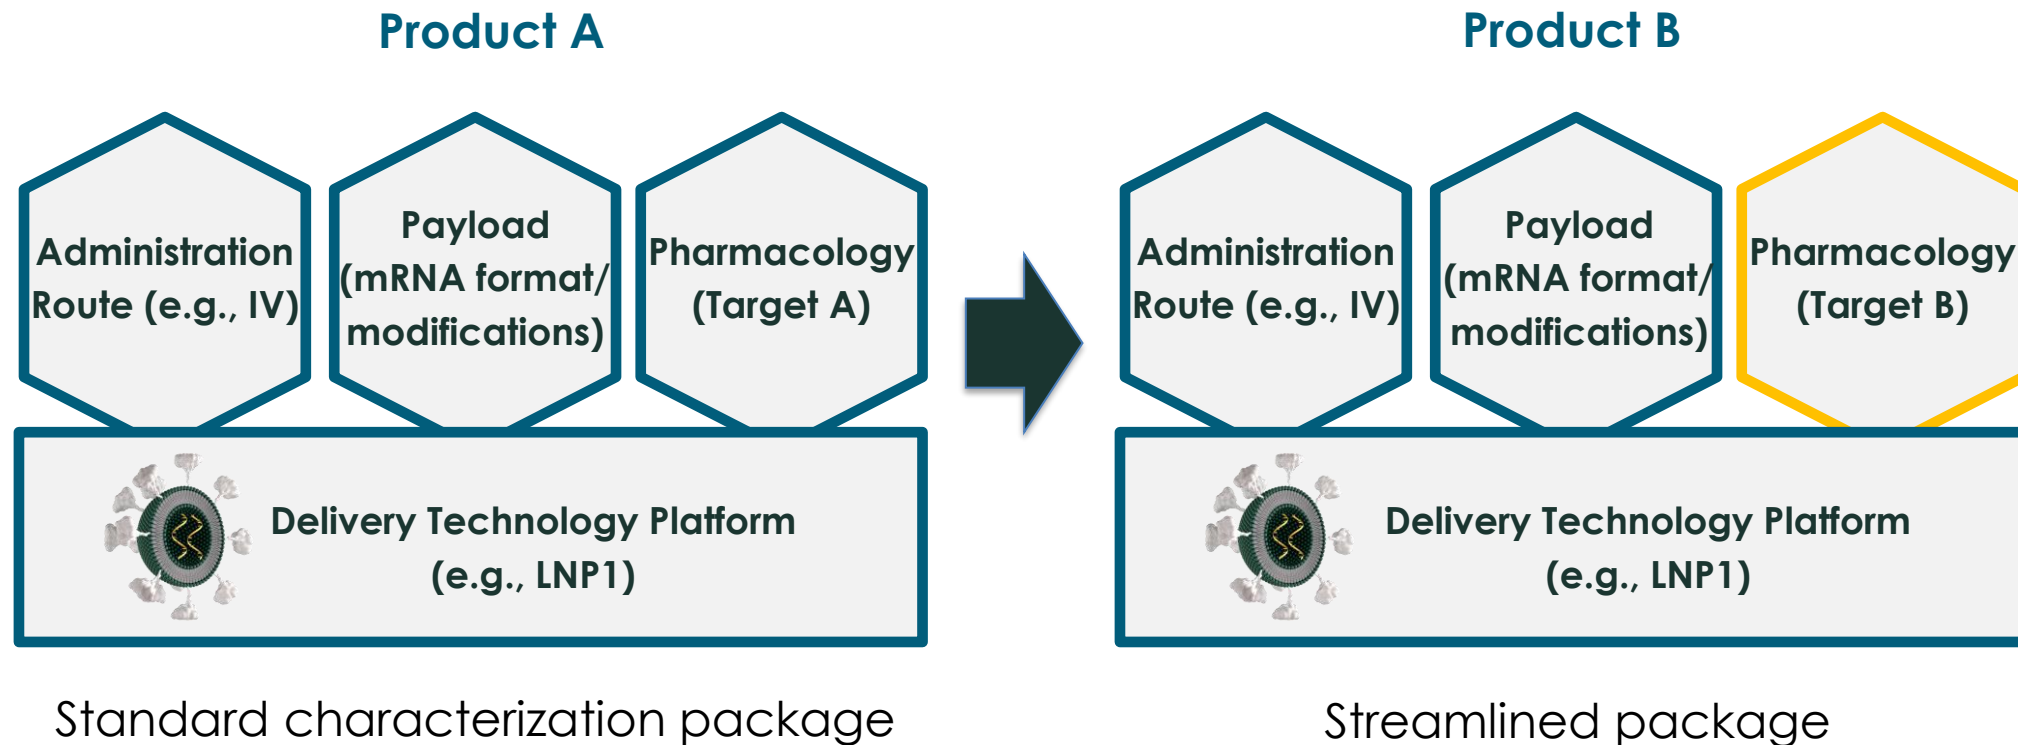 Product A
Product B
Administration
Route (e.g., IV)
Payload
(mRNA format/
modifications)
Pharmacology
(Target A)
Administration
Route (e.g., IV)
Payload
(mRNA format/
modifications)
Pharmacology
(Target B)
Delivery Technology Platform
(e.g., LNP1)
Delivery Technology Platform
(e.g., LNP1)
Standard characterization package
Streamlined package